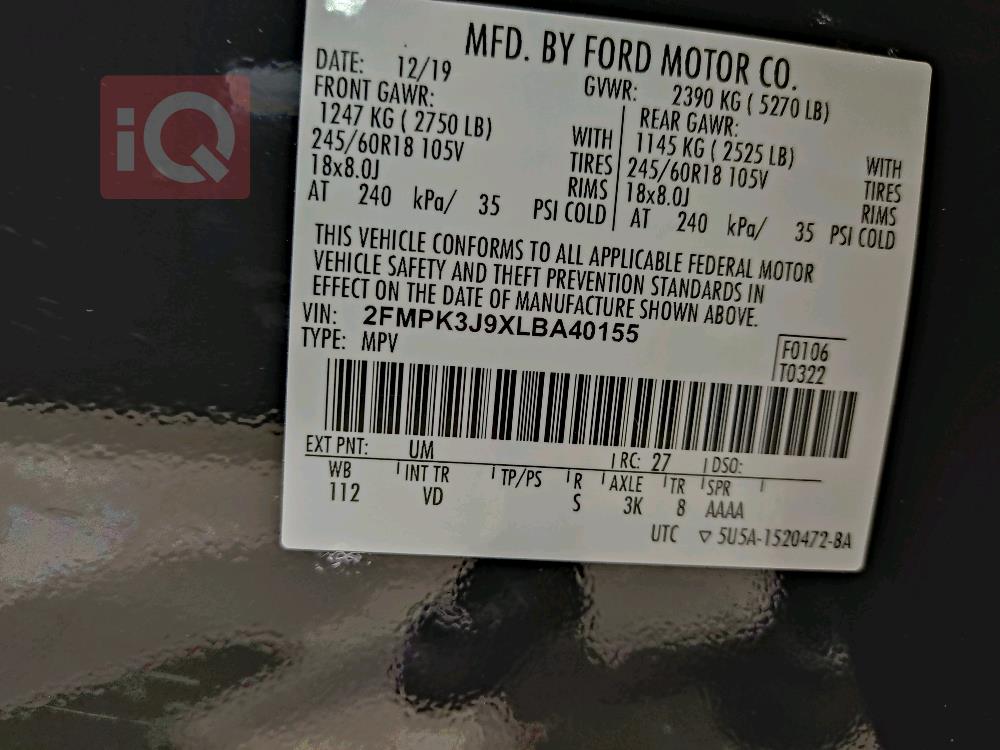 iQ
MFD. BY FORD MOTOR CO.
DATE: 12/19 GVWR: 2390 KG ( 5270 LB)
FRONT GAWR: REAR GAWR:
1247 KG ( 2750 LB) WITH 1145 KG ( 2525 LB) WITH
245/60R18 105V TIRES 245/60R18 105V TIRES
18x8.0J RIMS 18x8.0J RIMS
AT 240 kPa/ 35 PSI COLD AT 240 kPa/ 35 PSI COLD
THIS VEHICLE CONFORMS TO ALL APPLICABLE FEDERAL MOTOR
VEHICLE SAFETY AND THEFT PREVENTION STANDARDS IN
EFFECT ON THE DATE OF MANUFACTURE SHOWN ABOVE.
VIN: 2FMPK3J9XLBA40155
TYPE: MPV
F0106
T0322
EXT PNT: UM RC: 27 DSO:
WB INT TR TP/PS R AXLE TR SPR
112 VD S 3K 8 AAAA
UTC ▽ 5U5A-1520472-BA